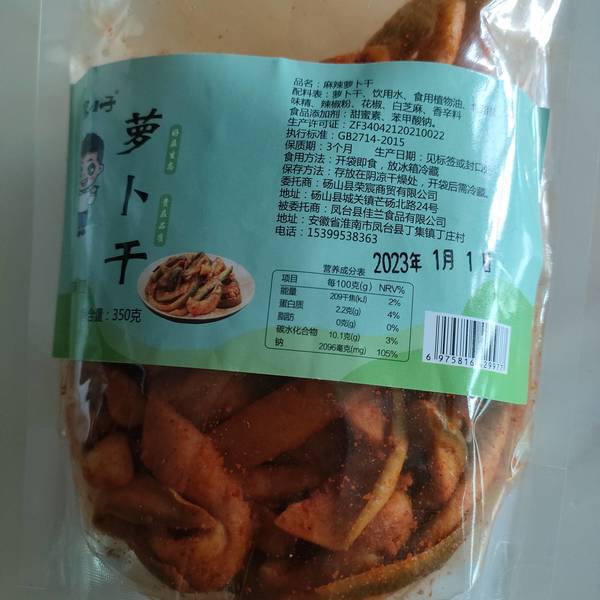 萝卜干
好品生态
贵在品质
350克
品名：麻辣萝卜干
配料表：萝卜干、饮用水、食用植物油、
味精、辣椒粉、花椒、白芝麻、香辛料
食品添加剂：甜蜜素、苯甲酸钠。
生产许可证：ZF34042120210022
执行标准：GB2714-2015
保质期：3个月 生产日期：见标签或封口
食用方法：开袋即食，放冰箱冷藏
保存方法：存放在阴凉干燥处，开袋后需冷藏。
委托商：砀山县荣宸商贸有限公司
地址：砀山县城关镇芒砀北路24号
被委托商：凤台县佳兰食品有限公司
地址：安徽省淮南市凤台县丁集镇丁庄村
电话：15399538363
2023年 1月 1日
营养成分表
项目 每100克(g) NRV%
能量 209千焦(kJ) 2%
蛋白质 2.2克(g) 4%
脂肪 0克(g) 0%
碳水化合物 10.1克(g) 3%
钠 2096毫克(mg) 105%